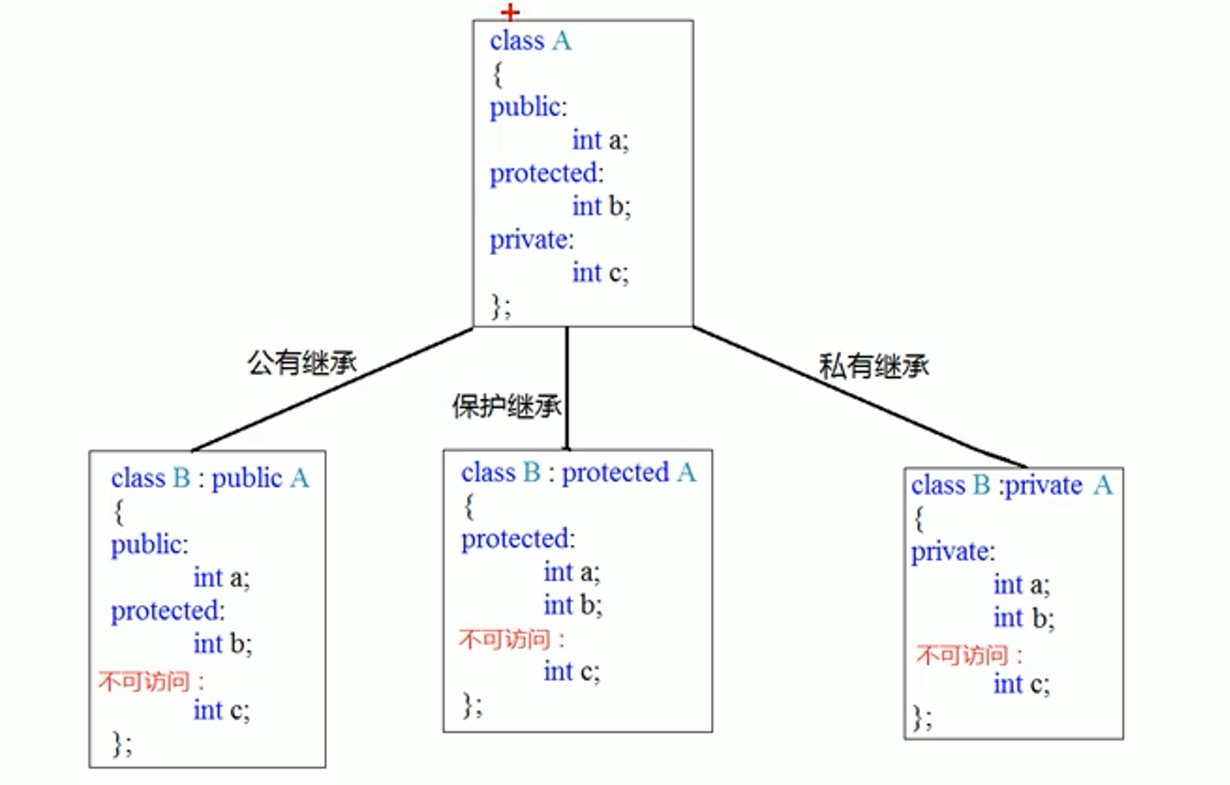 class A
{
public:
int a;
protected:
int b;
private:
int c;
};
公有继承
保护继承
私有继承
class B : public A
{
public:
int a;
protected:
int b;
不可访问：
int c;
};
class B : protected A
{
protected:
int a;
int b;
不可访问：
int c;
};
class B :private A
{
private:
int a;
int b;
不可访问：
int c;
};